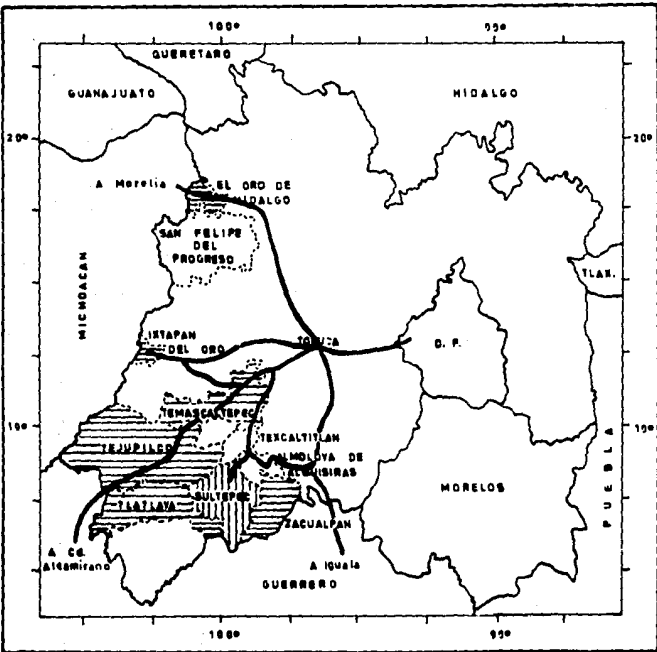 100°
99°
QUERETARO
GUANAJUATO
HIDALGO
20°
20°
A Morelia
EL ORO DE
HIDALGO
SAN FELIPE
DEL
PROGRESO
MICHOACAN
TLAX.
IXTAPAN
DEL ORO
TOLUCA
D. F.
TEMASCALTEPEC
19°
19°
TEXCALTITLAN
TEJUPILCO
ALMOLOYA DE
ALQUISIRAS
SULTEPEC
TLATLAYA
MORELOS
PUEBLA
ZACUALPAN
A Cd.
Altamirano
A Iguala
GUERRERO
100°
99°